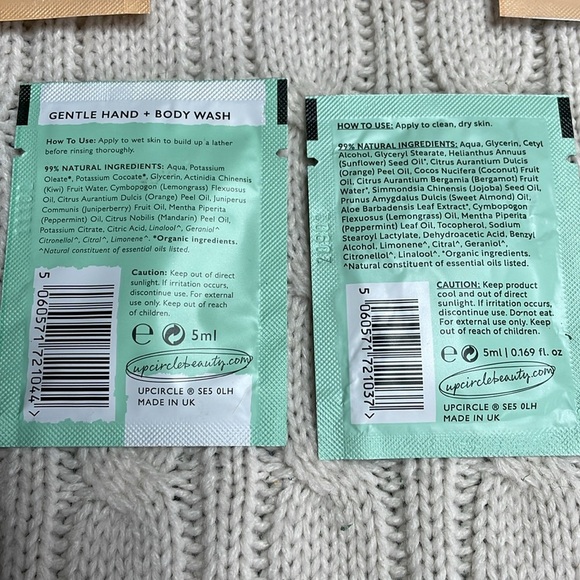 GENTLE HAND + BODY WASH
How To Use: Apply to wet skin to build up a lather
before rinsing thoroughly.
99% NATURAL INGREDIENTS: Aqua, Potassium
Oleate*, Potassium Cocoate*, Glycerin, Actinidia Chinensis
(Kiwi) Fruit Water, Cymbopogon (Lemongrass) Flexuosus
Oil, Citrus Aurantium Dulcis (Orange) Peel Oil, Juniperus
Communis (Juniperberry) Fruit Oil, Mentha Piperita
(Peppermint) Oil, Citrus Nobilis (Mandarin) Peel Oil,
Potassium Citrate, Citric Acid, Linalool^, Geraniol^
Citronellol^, Citral^, Limonene^. *Organic ingredients.
^Natural constituent of essential oils listed.
Caution: Keep out of direct
sunlight. If irritation occurs,
discontinue use. For external
use only. Keep out of reach
of children.
5 060571 721044
e 5ml
upcirclebeauty.com
UPCIRCLE ® SE5 0LH
MADE IN UK
HOW TO USE: Apply to clean, dry skin.
99% NATURAL INGREDIENTS: Aqua, Glycerin, Cetyl
Alcohol, Glyceryl Stearate, Helianthus Annuus
(Sunflower) Seed Oil*, Citrus Aurantium Dulcis
(Orange) Peel Oil, Cocos Nucifera (Coconut) Fruit
Oil, Citrus Aurantium Bergamia (Bergamot) Fruit
Water*, Simmondsia Chinensis (Jojoba) Seed Oil,
Prunus Amygdalus Dulcis (Sweet Almond) Oil,
Aloe Barbadensis Leaf Extract*, Cymbopogon
Flexuosus (Lemongrass) Oil, Mentha Piperita
(Peppermint) Leaf Oil, Tocopherol, Sodium
Stearoyl Lactylate, Dehydroacetic Acid, Benzyl
Alcohol, Limonene^, Citral^, Geraniol^,
Citronellol^, Linalool^. *Organic ingredients.
^Natural constituent of essential oils listed.
CAUTION: Keep product
cool and out of direct
sunlight. If irritation occurs,
discontinue use. Do not eat.
For external use only. Keep
out of reach of children.
5 060571 721037
e 5ml | 0.169 fl. oz
upcirclebeauty.com
UPCIRCLE ® SE5 0LH
MADE IN UK